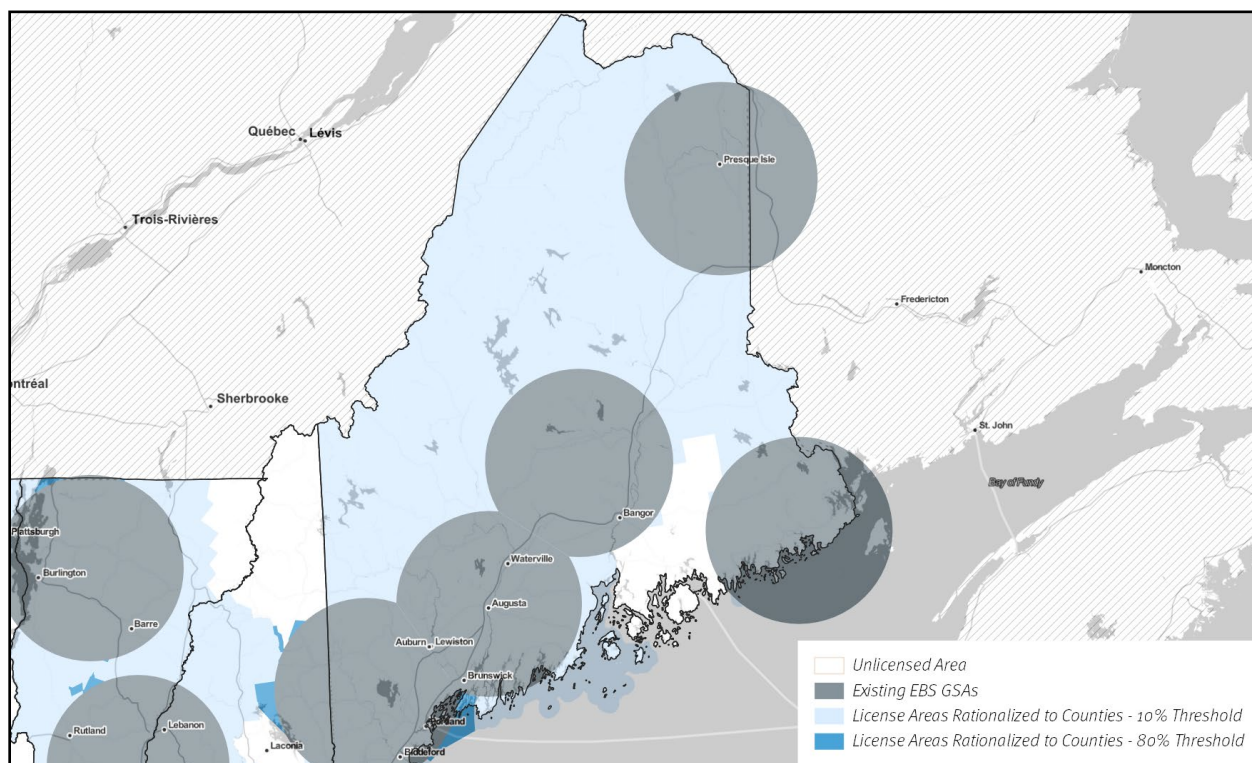 Québec
Lévis
Presque Isle
Trois-Rivières
Moncton
Fredericton
ontréal
Sherbrooke
St. John
Bay of Fundy
Bangor
Plattsburgh
Waterville
Burlington
Augusta
Barre
Auburn
Lewiston
Brunswick
Portland
Rutland
Lebanon
Laconia
Biddeford
Unlicensed Area
Existing EBS GSAs
License Areas Rationalized to Counties - 10% Threshold
License Areas Rationalized to Counties - 80% Threshold